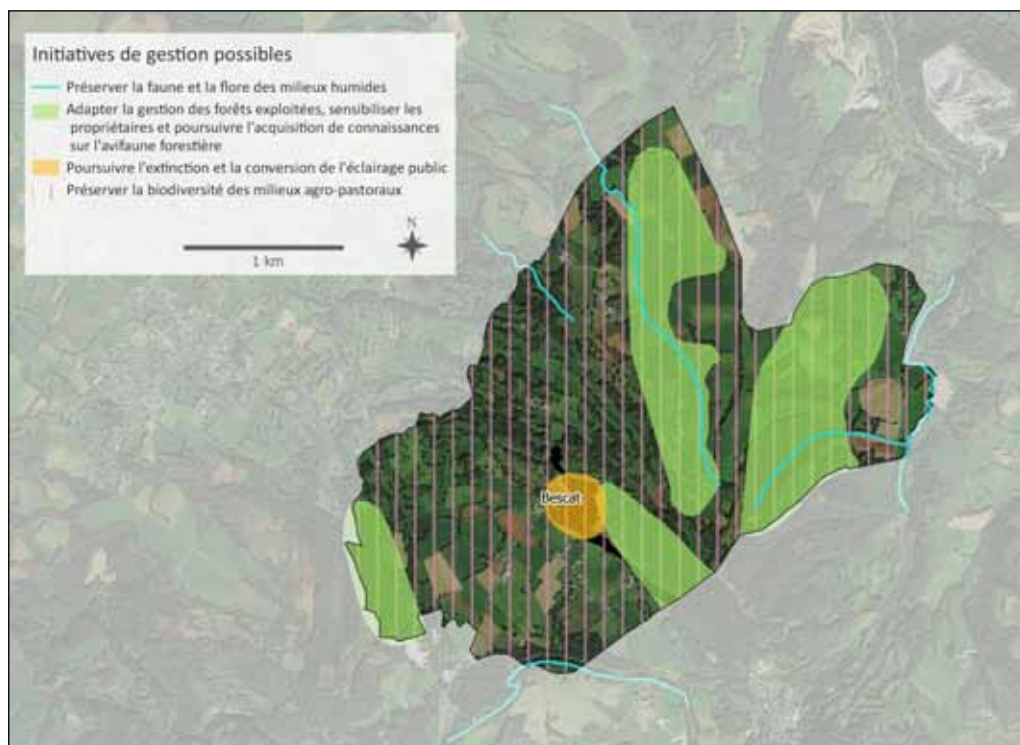 Initiatives de gestion possibles
Préserver la faune et la flore des milieux humides
Adapter la gestion des forêts exploitées, sensibiliser les
propriétaires et poursuivre l'acquisition de connaissances
sur l'avifaune forestière
Poursuivre l'extinction et la conversion de l'éclairage public
Préserver la biodiversité des milieux agro-pastoraux
N
1 km
Bescat